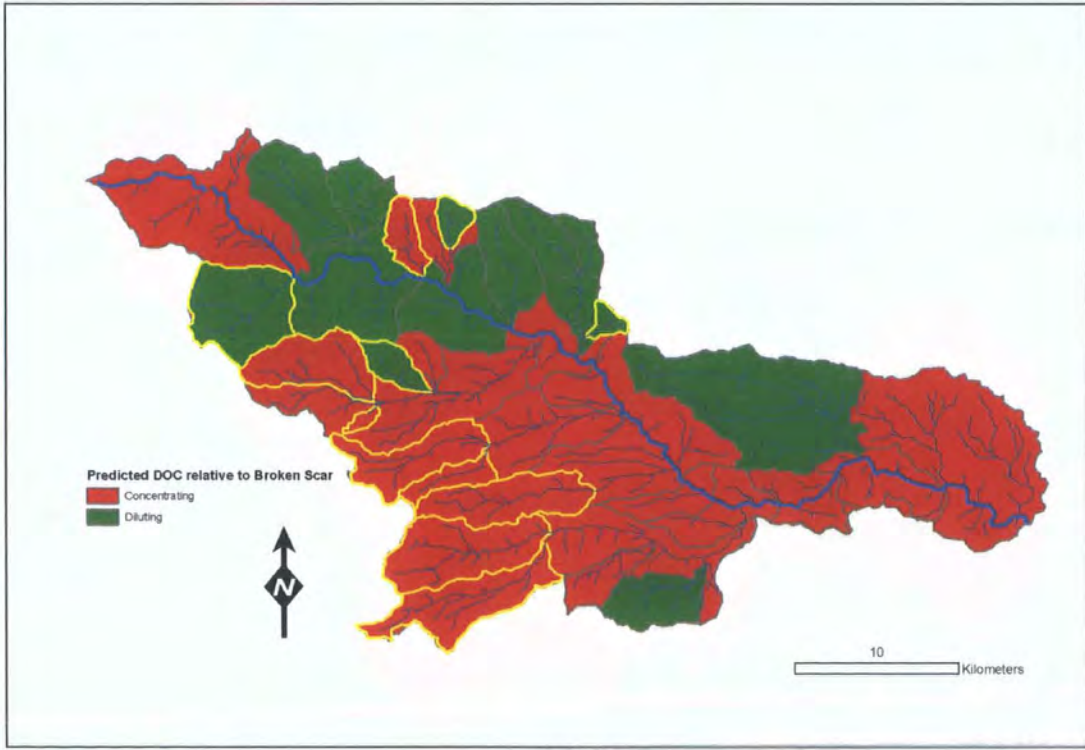 Predicted DOC relative to Broken Scar
Concentrating
Diluting
N
10
Kilometers